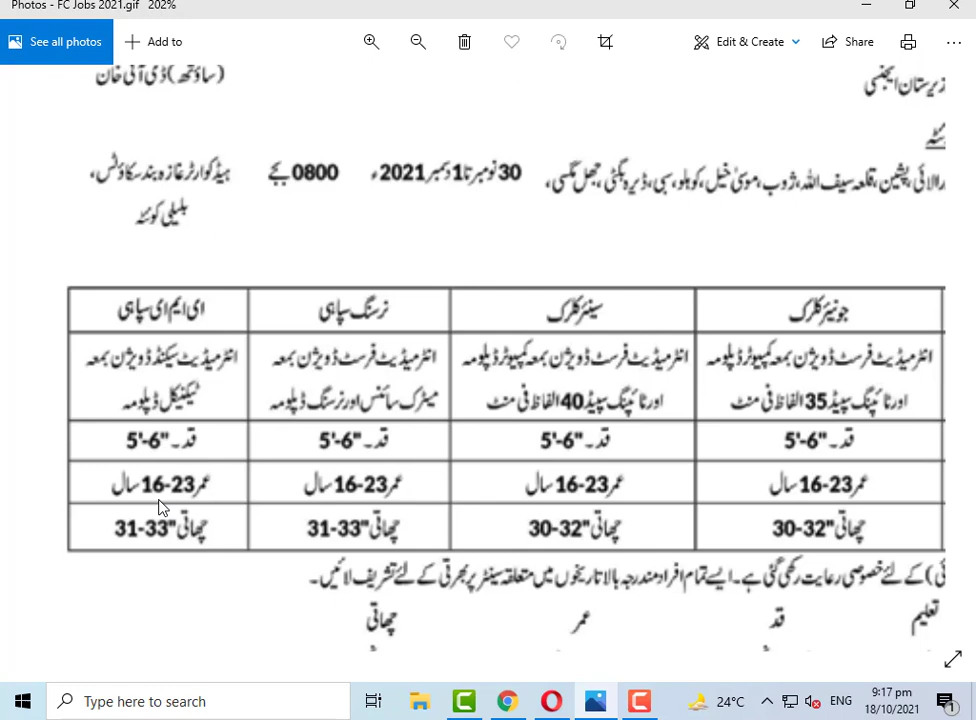 Photos - FC Jobs 2021.gif 202%
See all photos
Add to
Edit & Create
Share
(ساؤتھ) ڈی آئی خان
زیرستان ایجنسی
ئٹہ
رالائی، پشین، قلعہ سیف اللہ، ژوب، موسیٰ خیل، کوہلو، سبی، ڈیرہ بگٹی، جھل مگسی، 30 نومبر تا 1 دسمبر 2021ء 0800 بجے ہیڈ کوارٹر غازہ بند سکاؤٹس،
بلیلی کوئٹہ
جونیئر کلرک سینئر کلرک نرسنگ سپاہی ای ایم ای سپاہی
انٹرمیڈیٹ فرسٹ ڈویژن بمعہ کمپیوٹر ڈپلومہ انٹرمیڈیٹ فرسٹ ڈویژن بمعہ کمپیوٹر ڈپلومہ انٹرمیڈیٹ فرسٹ ڈویژن بمعہ انٹرمیڈیٹ سیکنڈ ڈویژن بمعہ
اور ٹائپنگ سپیڈ 35 الفاظ فی منٹ اور ٹائپنگ سپیڈ 40 الفاظ فی منٹ میٹرک سائنس اور نرسنگ ڈپلومہ ٹیکنیکل ڈپلومہ
قد۔ 5'-6" قد۔ 5'-6" قد۔ 5'-6" قد۔ 5'-6"
عمر 16-23 سال عمر 16-23 سال عمر 16-23 سال عمر 16-23 سال
چھاتی 30-32" چھاتی 30-32" چھاتی 31-33" چھاتی 31-33"
ئی) کے لئے خصوصی رعایت رکھی گئی ہے۔ ایسے تمام افراد مندرجہ بالا تاریخوں میں متعلقہ سینٹر پر بھرتی کے لئے تشریف لائیں۔
تعلیم قد عمر چھاتی
Type here to search
24°C
ENG
9:17 pm
18/10/2021
1